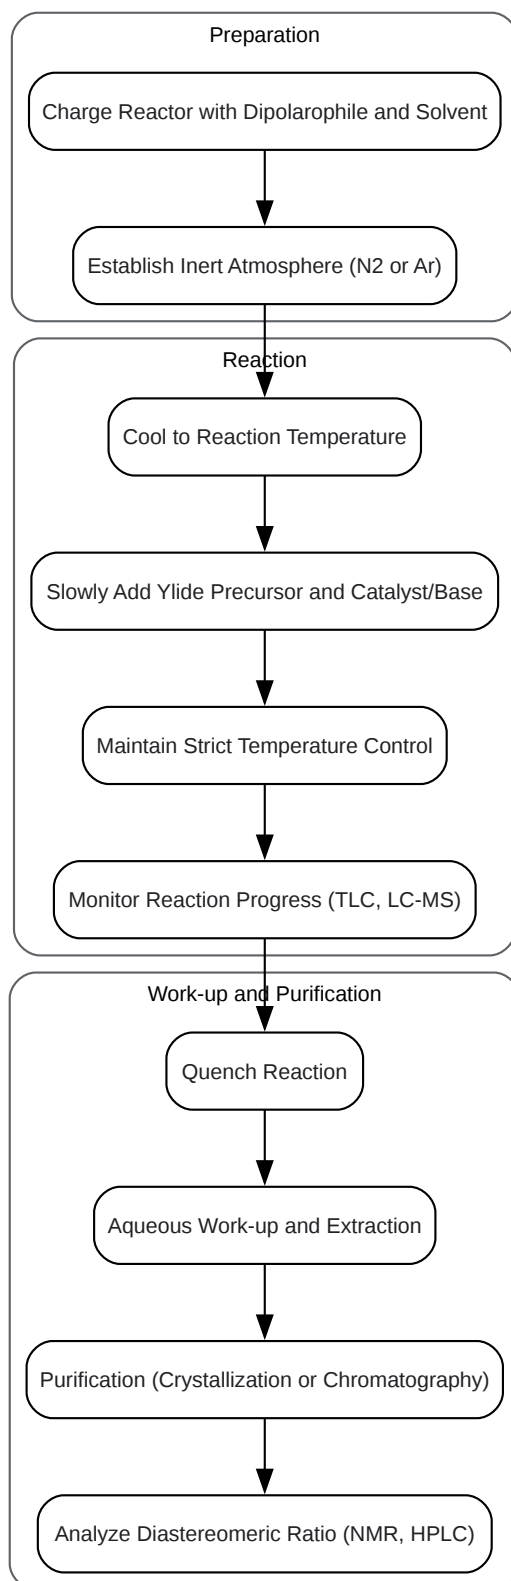 Preparation
Charge Reactor with Dipolarophile and Solvent
Establish Inert Atmosphere (N2 or Ar)
Reaction
Cool to Reaction Temperature
Slowly Add Ylide Precursor and Catalyst/Base
Maintain Strict Temperature Control
Monitor Reaction Progress (TLC, LC-MS)
Work-up and Purification
Quench Reaction
Aqueous Work-up and Extraction
Purification (Crystallization or Chromatography)
Analyze Diastereomeric Ratio (NMR, HPLC)